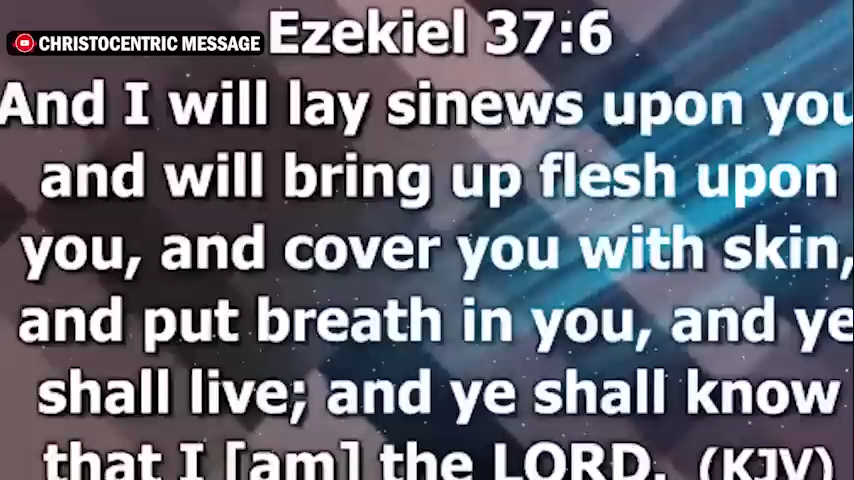 CHRISTOCENTRIC MESSAGE
Ezekiel 37:6
And I will lay sinews upon you
and will bring up flesh upon
you, and cover you with skin,
and put breath in you, and ye
shall live; and ye shall know
that I [am] the LORD. (KJV)